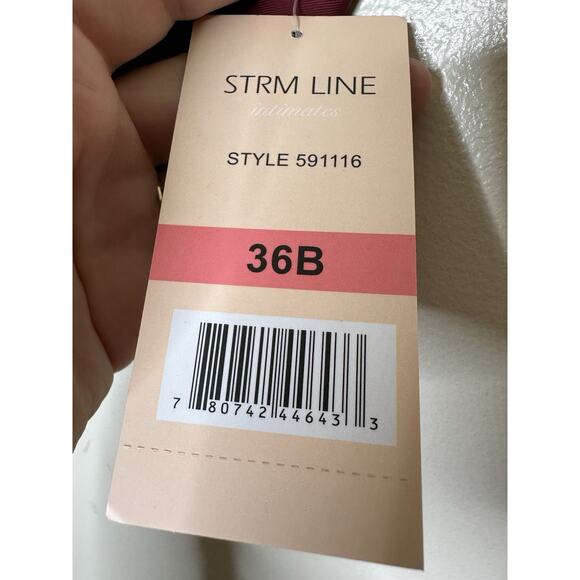 STRM LINE
intimates
STYLE 591116
36B
7 80742 44643 3